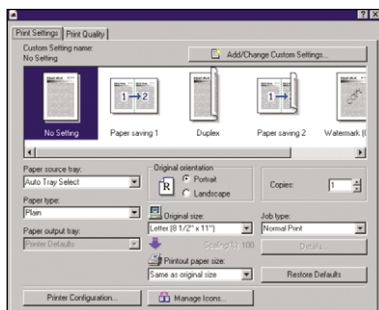 Print Settings Print Quality
Custom Setting name:
No Setting
Add/Change Custom Settings...
1 2
1
No Setting Paper saving 1 Duplex Paper saving 2 Watermark (
Paper source tray:
Auto Tray Select
Original orientation
R Portrait
Landscape
Copies: 1
Paper type:
Plain
Original size:
Letter (8 1/2" x 11")
Job type:
Normal Print
Paper output tray:
Printer Defaults
Scaling(%): 100
Details...
Printout paper size:
Same as original size
Restore Defaults
Printer Configuration...
Manage Icons...